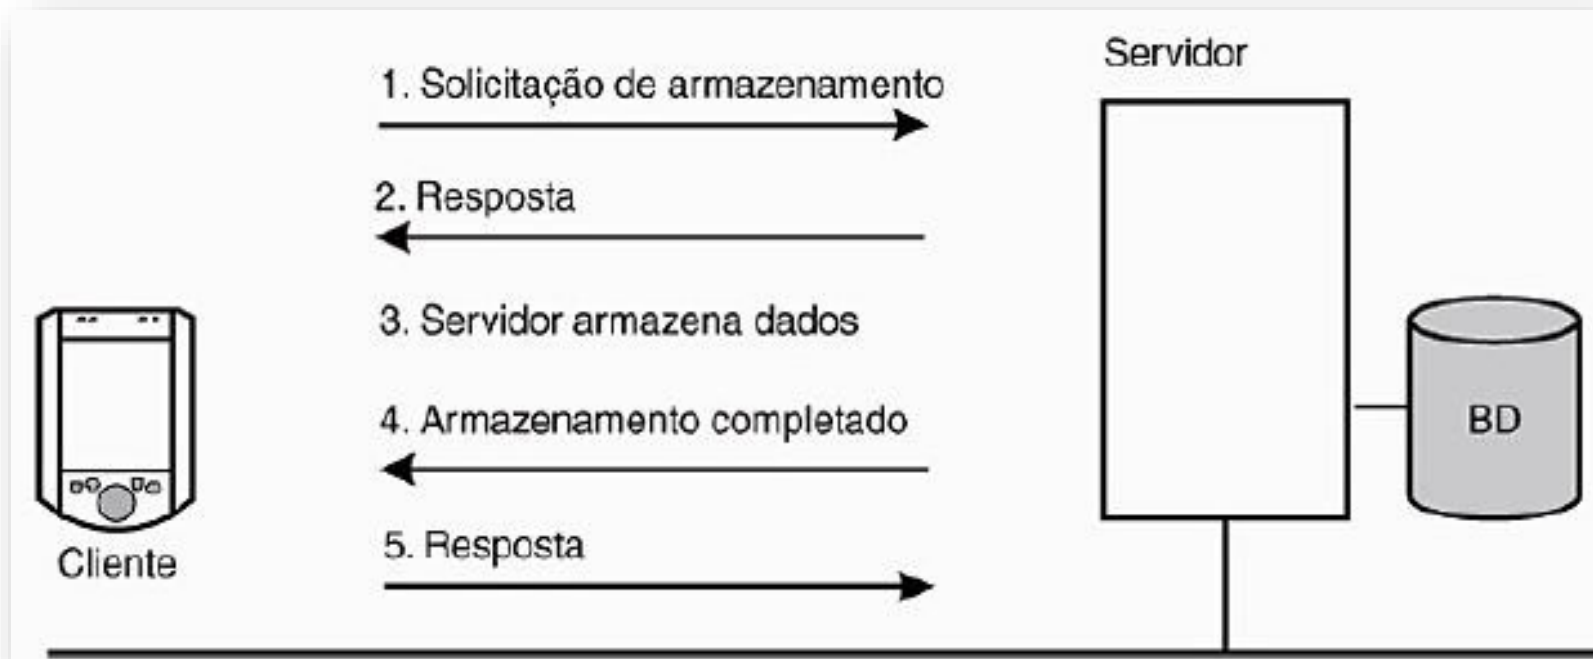 Servidor
1. Solicitação de armazenamento
2. Resposta
3. Servidor armazena dados
4. Armazenamento completado
BD
5. Resposta
Cliente